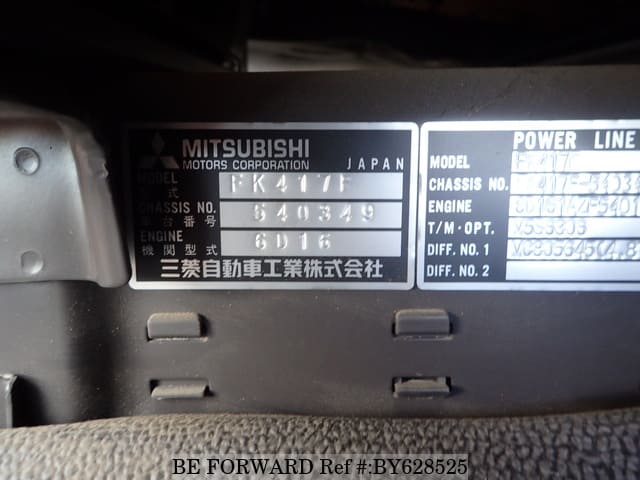 MITSUBISHI
MOTORS CORPORATION JAPAN
MODEL
型式 FK417F
CHASSIS NO. 540349
車台番号
ENGINE 6D16
機関型式
三菱自動車工業株式会社
POWER LINE
MODEL FK417F
CHASSIS NO.
ENGINE
T/M·OPT.
DIFF. NO. 1
DIFF. NO. 2
BE FORWARD Ref #:BY628525